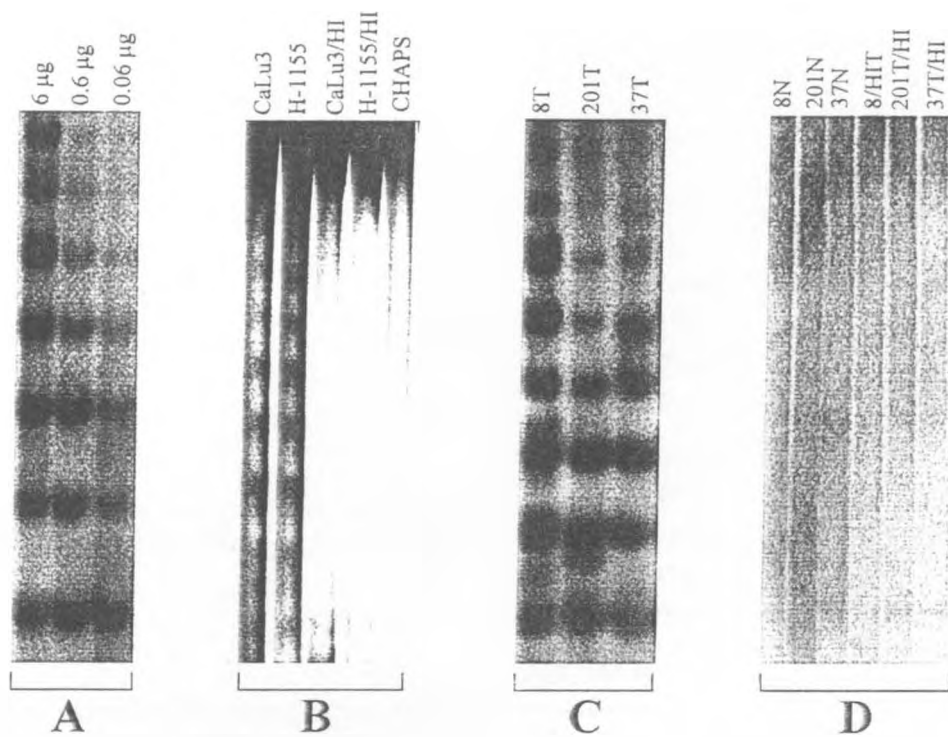 6 µg
0.6 µg
0.06 µg
CaLu3
H-1155
CaLu3/HI
H-1155/HI
CHAPS
8T
201T
37T
8N
201N
37N
8/HIT
201T/HI
37T/HI
A
B
C
D